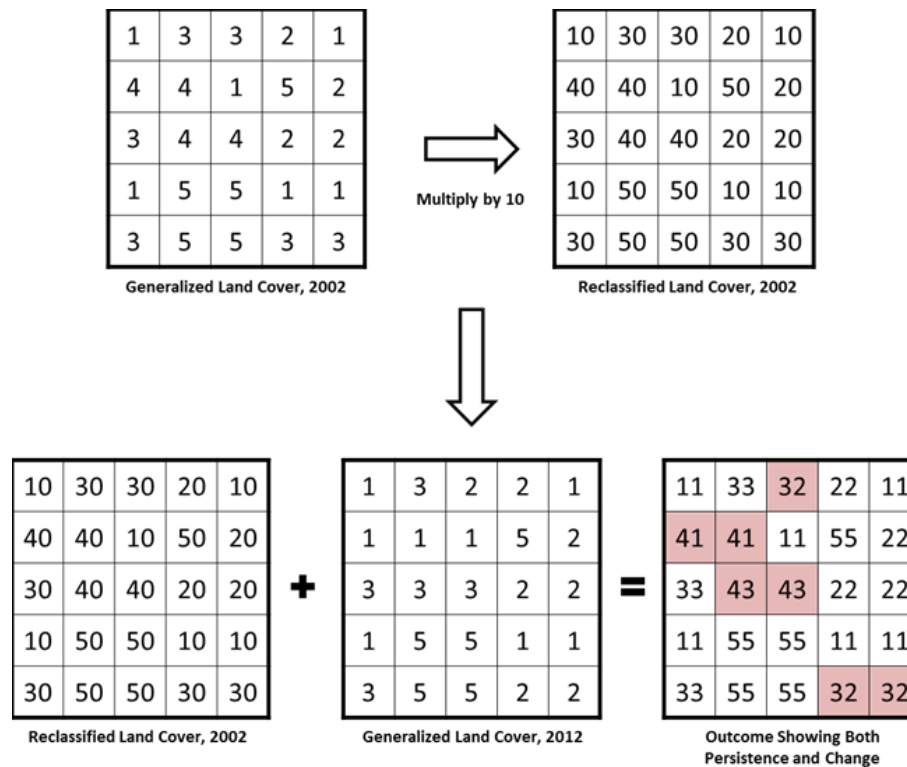 1 3 3 2 1
4 4 1 5 2
3 4 4 2 2
1 5 5 1 1
3 5 5 3 3
Generalized Land Cover, 2002
Multiply by 10
10 30 30 20 10
40 40 10 50 20
30 40 40 20 20
10 50 50 10 10
30 50 50 30 30
Reclassified Land Cover, 2002
10 30 30 20 10
40 40 10 50 20
30 40 40 20 20
10 50 50 10 10
30 50 50 30 30
Reclassified Land Cover, 2002
+
1 3 2 2 1
1 1 1 5 2
3 3 3 2 2
1 5 5 1 1
3 5 5 2 2
Generalized Land Cover, 2012
=
11 33 32 22 11
41 41 11 55 22
33 43 43 22 22
11 55 55 11 11
33 55 55 32 32
Outcome Showing Both
Persistence and Change